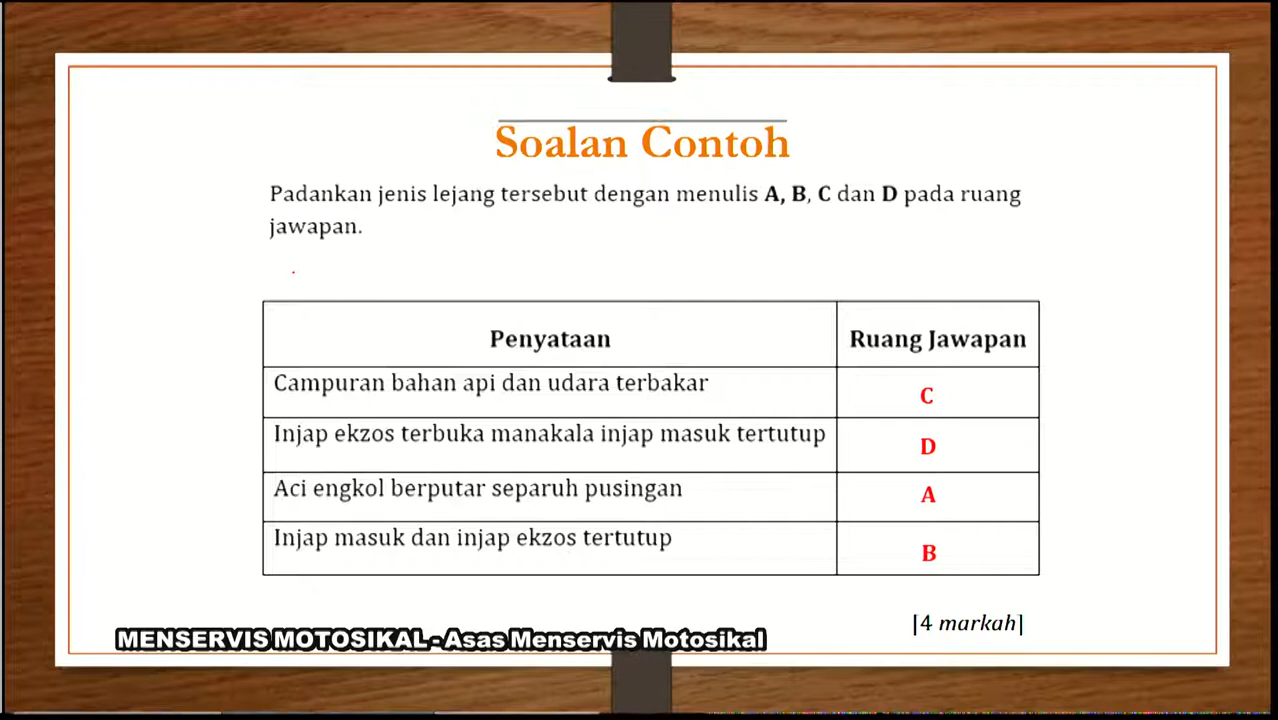 Soalan Contoh
Padankan jenis lejang tersebut dengan menulis A, B, C dan D pada ruang
jawapan.
Penyataan Ruang Jawapan
Campuran bahan api dan udara terbakar C
Injap ekzos terbuka manakala injap masuk tertutup D
Aci engkol berputar separuh pusingan A
Injap masuk dan injap ekzos tertutup B
[4 markah]
MENSERVIS MOTOSIKAL - Asas Menservis Motosikal